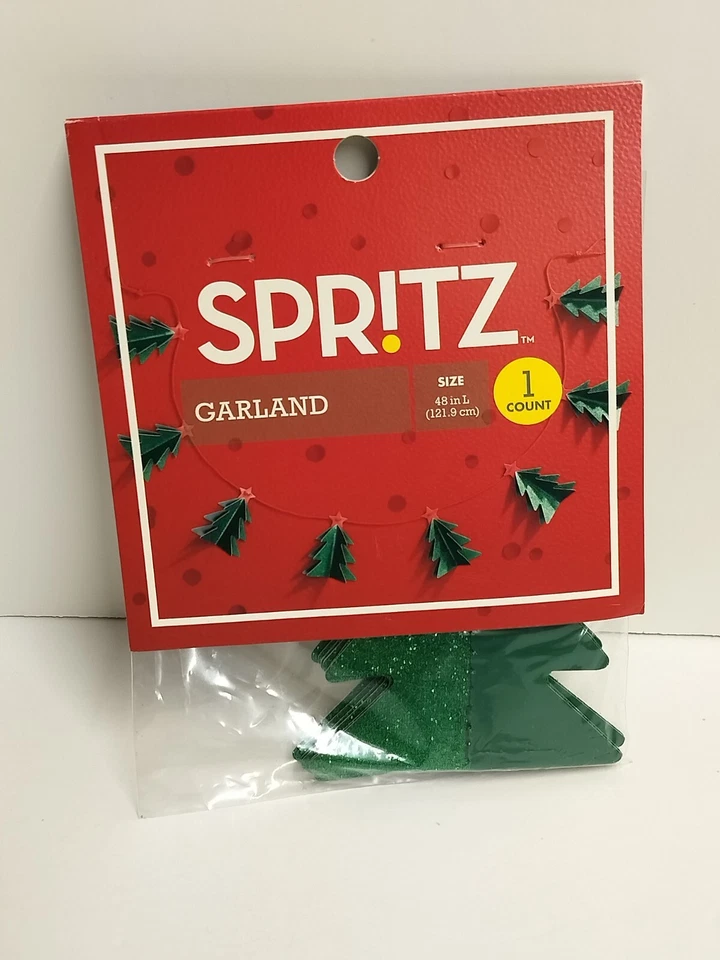 SPR!TZ™
GARLAND
SIZE
48 in L
(121.9 cm)
1
COUNT